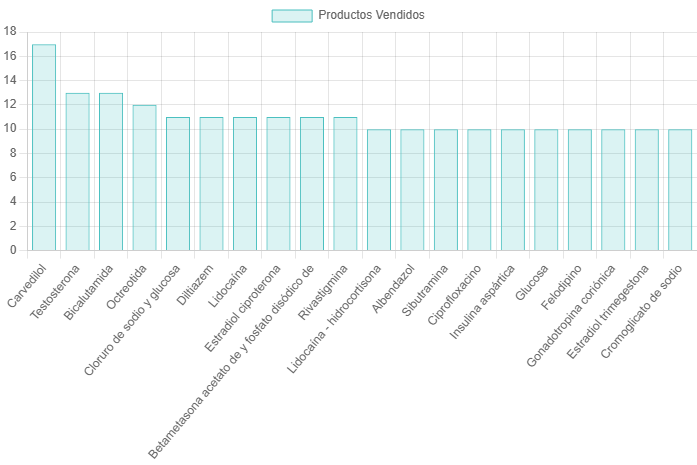 Productos Vendidos
18
16
14
12
10
8
6
4
2
0
Carvedilol
Testosterona
Bicalutamida
Octreotida
Cloruro de sodio y glucosa
Diltiazem
Lidocaína
Estradiol ciproterona
Betametasona acetato de y fosfato disódico de
Rivastigmina
Lidocaína - hidrocortisona
Albendazol
Sibutramina
Ciprofloxacino
Insulina aspártica
Glucosa
Felodipino
Gonadotropina coriónica
Estradiol trimegestona
Cromoglicato de sodio